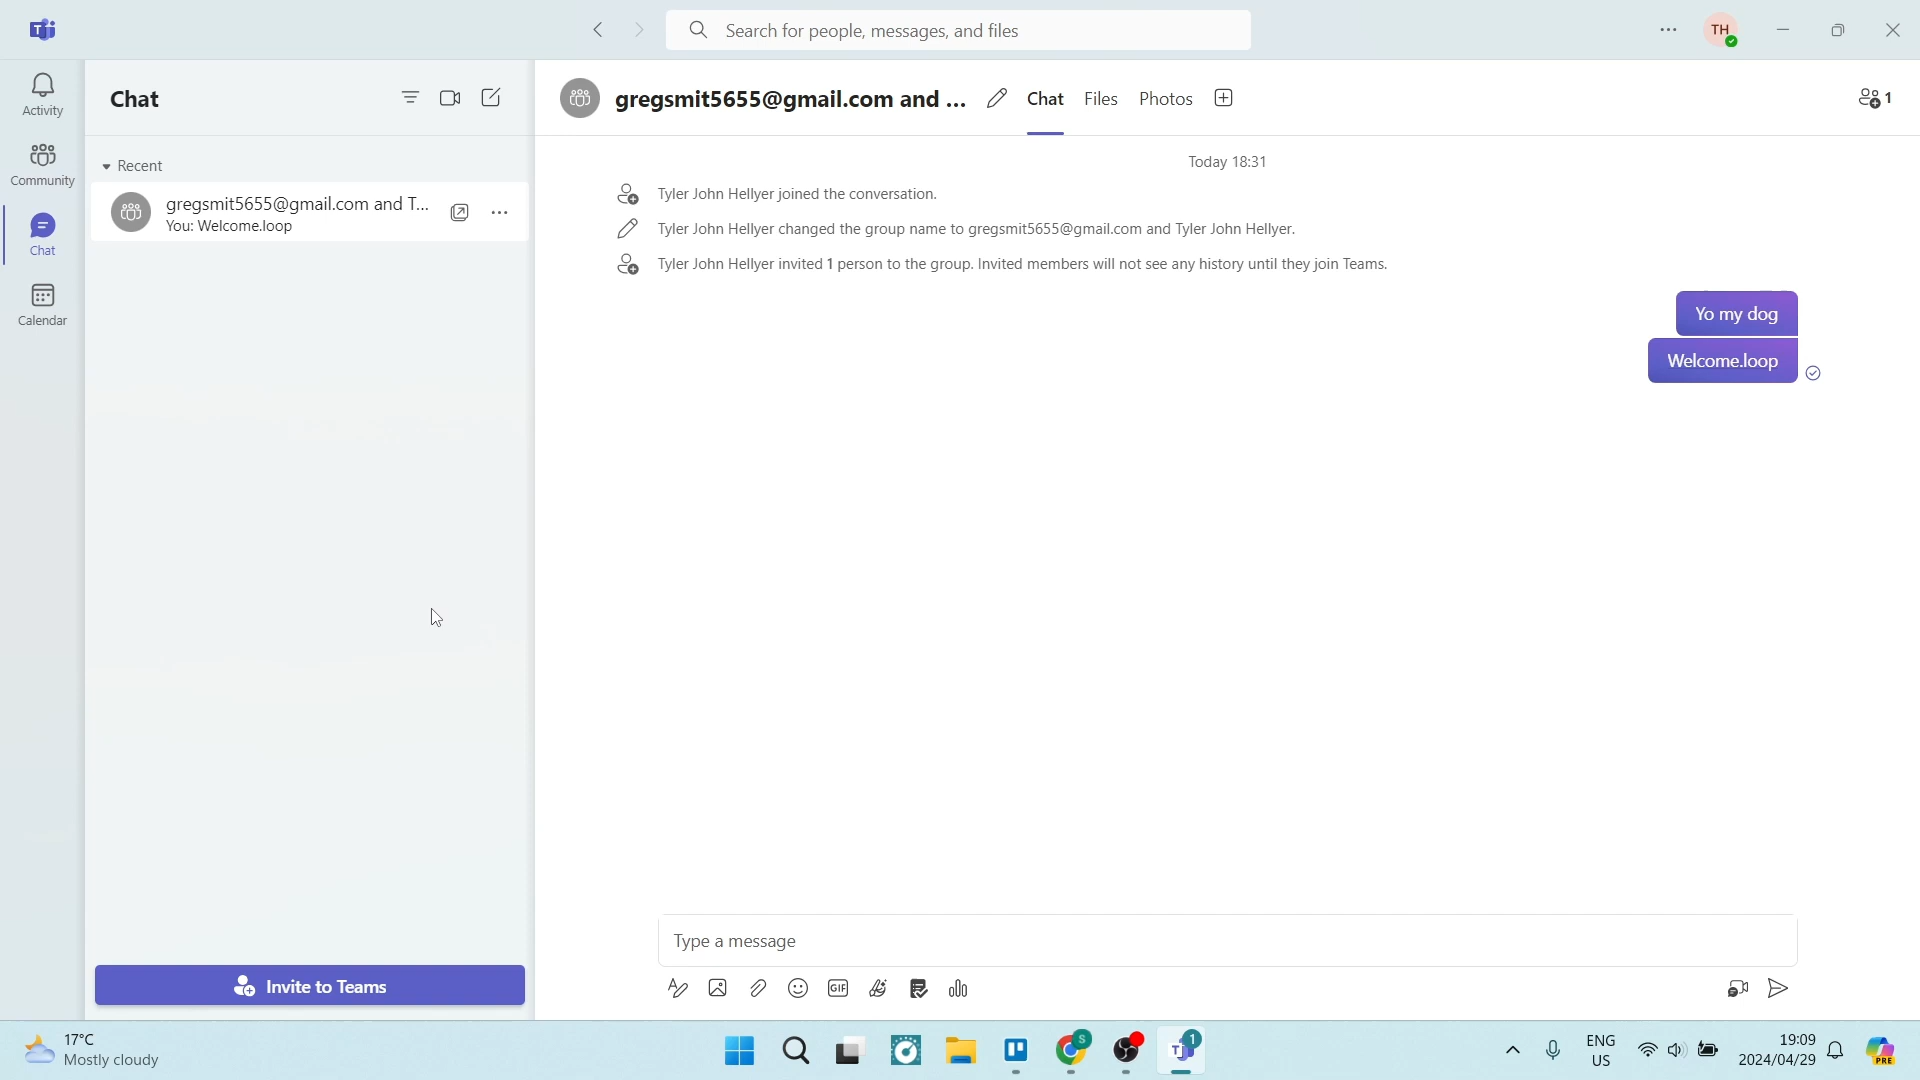 Search for people, messages, and files
TH
Activity
Community
Chat
Calendar
Chat
Recent
gregsmit5655@gmail.com and T...
You: Welcome.loop
Invite to Teams
gregsmit5655@gmail.com and ...
Chat
Files
Photos
1
Today 18:31
Tyler John Hellyer joined the conversation.
Tyler John Hellyer changed the group name to gregsmit5655@gmail.com and Tyler John Hellyer.
Tyler John Hellyer invited 1 person to the group. Invited members will not see any history until they join Teams.
Yo my dog
Welcome.loop
Type a message
GIF
17°C
Mostly cloudy
S
1
ENG
US
19:09
2024/04/29
PRE